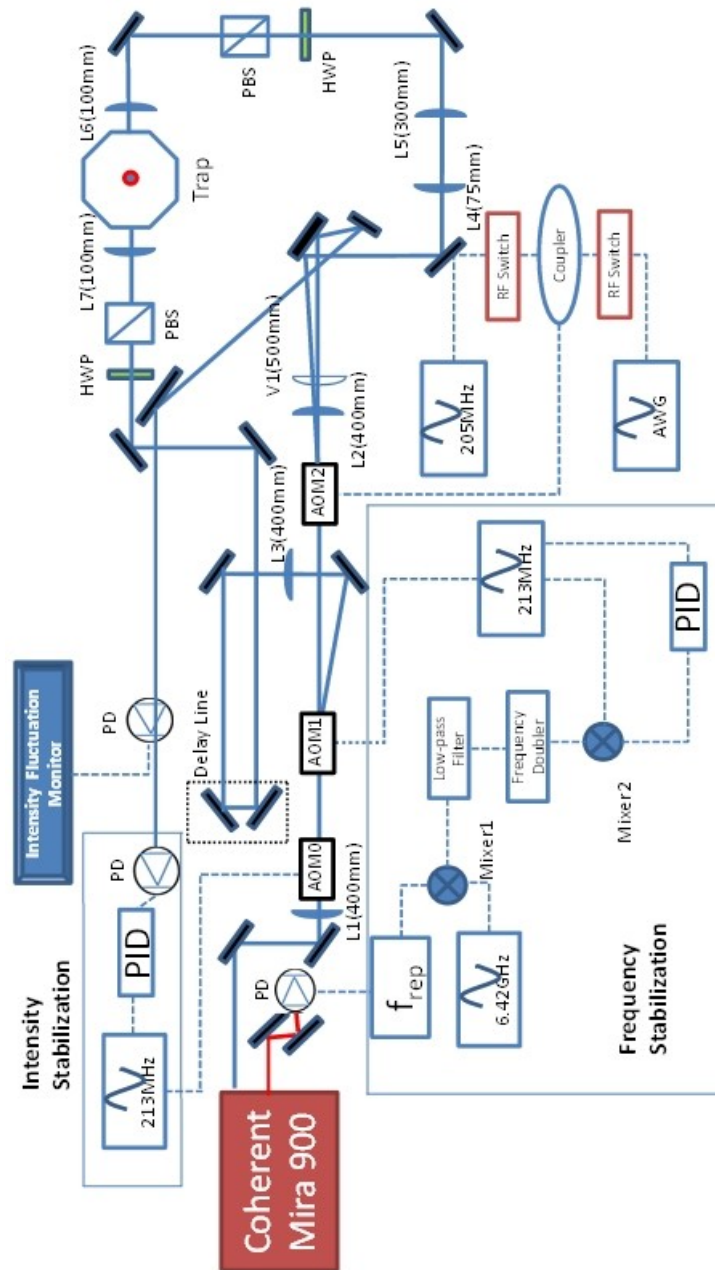 Intensity
Stabilization
213MHz
PID
PD
Intensity Fluctuation
Monitor
PD
HWP
PBS
L7(100mm)
Trap
L6(100mm)
PBS
HWP
Delay Line
L3(400mm)
Coherent
Mira 900
PD
L1(400mm)
AOM0
AOM1
AOM2
L2(400mm)
V1(500mm)
L4(75mm)
L5(300mm)
frep
6.42GHz
Mixer1
Low-pass
Filter
Frequency
Doubler
Mixer2
213MHz
PID
Frequency
Stabilization
205MHz
AWG
RF Switch
Coupler
RF Switch